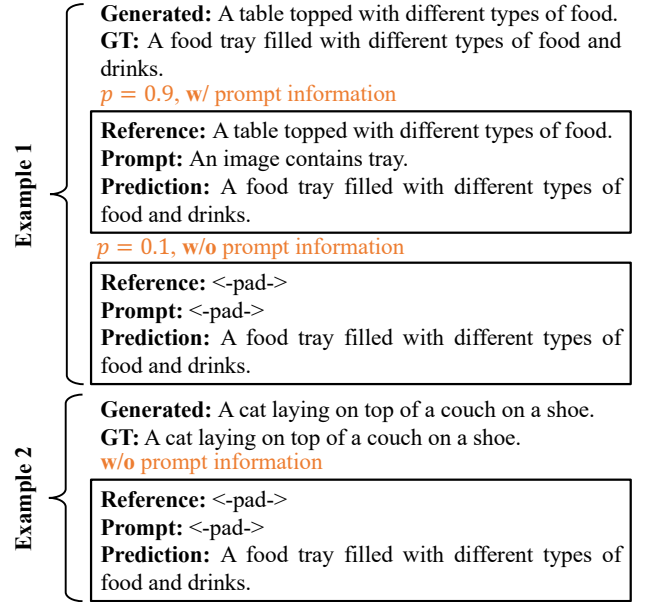 Example 1
Generated: A table topped with different types of food.
GT: A food tray filled with different types of food and
drinks.
p = 0.9, w/ prompt information
Reference: A table topped with different types of food.
Prompt: An image contains tray.
Prediction: A food tray filled with different types of
food and drinks.
p = 0.1, w/o prompt information
Reference: <-pad->
Prompt: <-pad->
Prediction: A food tray filled with different types of
food and drinks.
Example 2
Generated: A cat laying on top of a couch on a shoe.
GT: A cat laying on top of a couch on a shoe.
w/o prompt information
Reference: <-pad->
Prompt: <-pad->
Prediction: A food tray filled with different types of
food and drinks.